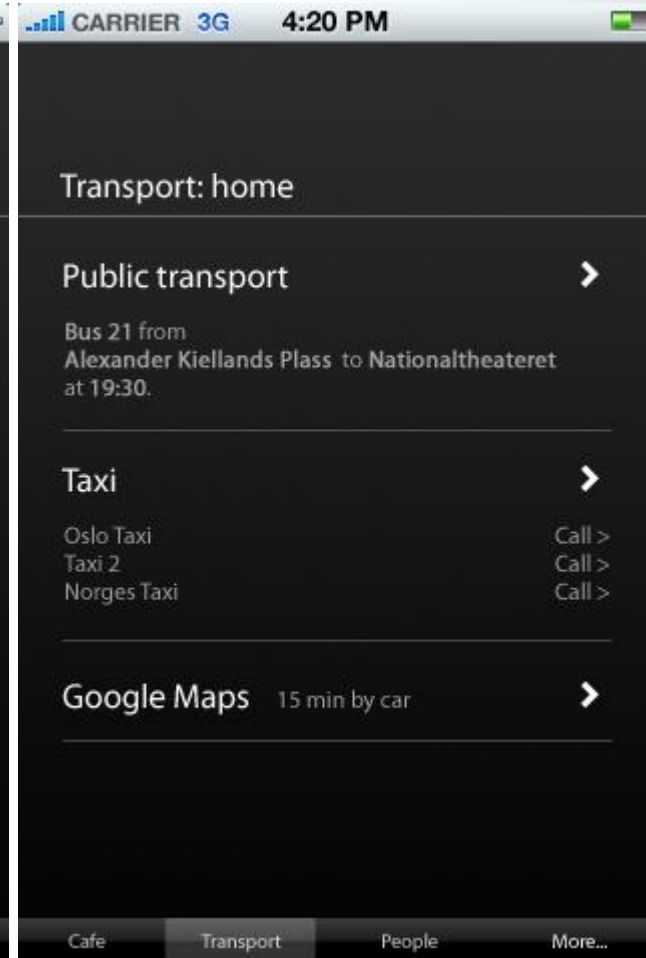 CARRIER 3G 4:20 PM
Transport: home
Public transport
Bus 21 from
Alexander Kiellands Plass to Nationaltheateret
at 19:30.
Taxi
Oslo Taxi Call >
Taxi 2 Call >
Norges Taxi Call >
Google Maps 15 min by car
Cafe Transport People More...